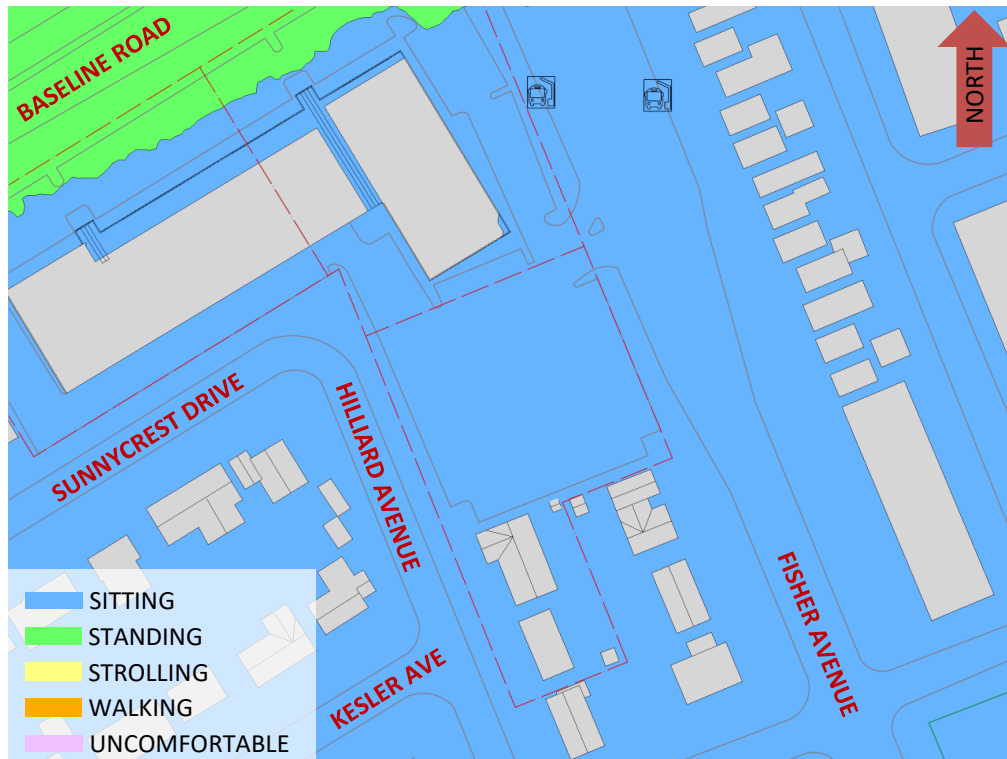 BASELINE ROAD
NORTH
SUNNYCREST DRIVE
HILLIARD AVENUE
FISHER AVENUE
KESLER AVE
SITTING
STANDING
STROLLING
WALKING
UNCOMFORTABLE